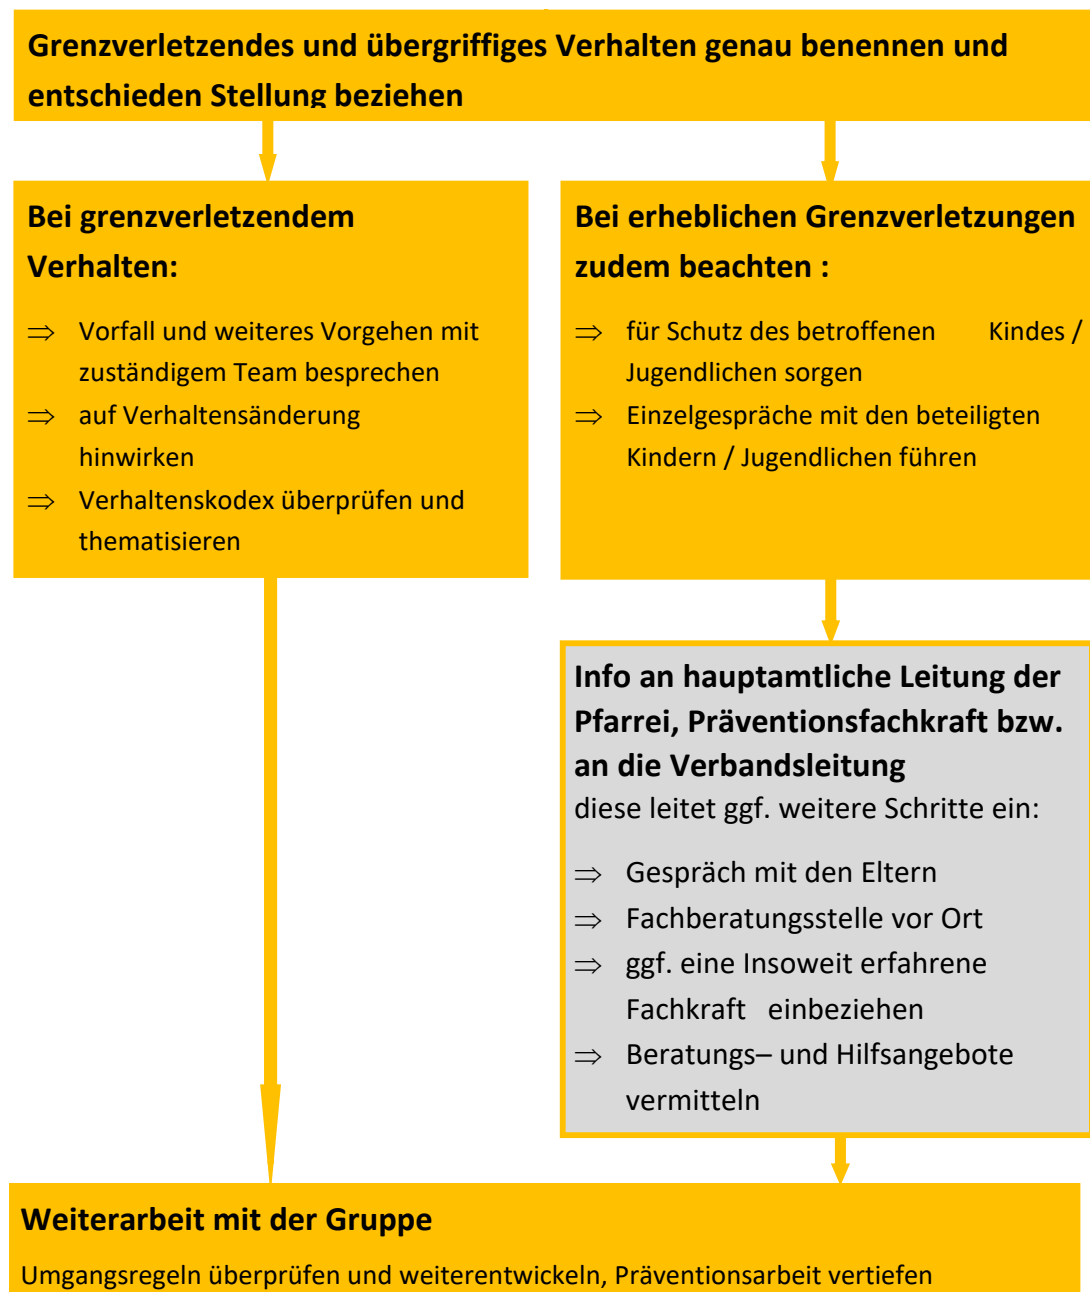 Grenzverletzendes und übergriffiges Verhalten genau benennen und
entschieden Stellung beziehen
Bei grenzverletzendem
Verhalten:
⇒ Vorfall und weiteres Vorgehen mit
zuständigem Team besprechen
⇒ auf Verhaltensänderung
hinwirken
⇒ Verhaltenskodex überprüfen und
thematisieren
Bei erheblichen Grenzverletzungen
zudem beachten :
⇒ für Schutz des betroffenen Kindes /
Jugendlichen sorgen
⇒ Einzelgespräche mit den beteiligten
Kindern / Jugendlichen führen
Info an hauptamtliche Leitung der
Pfarrei, Präventionsfachkraft bzw.
an die Verbandsleitung
diese leitet ggf. weitere Schritte ein:
⇒ Gespräch mit den Eltern
⇒ Fachberatungsstelle vor Ort
⇒ ggf. eine Insoweit erfahrene
Fachkraft einbeziehen
⇒ Beratungs– und Hilfsangebote
vermitteln
Weiterarbeit mit der Gruppe
Umgangsregeln überprüfen und weiterentwickeln, Präventionsarbeit vertiefen